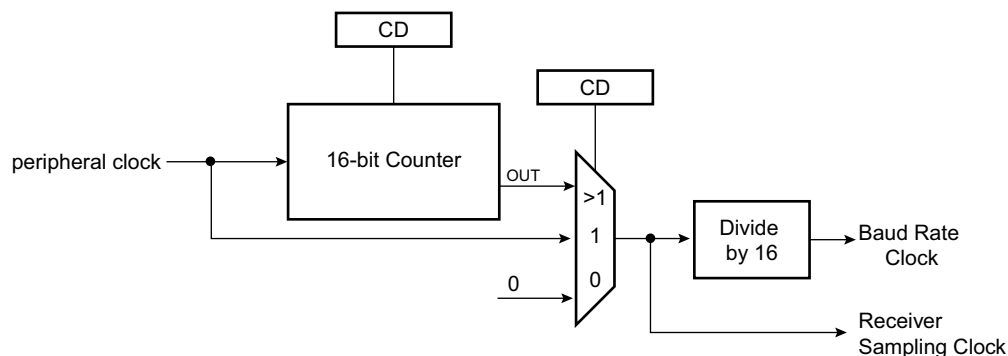 CD
CD
peripheral clock
16-bit Counter
OUT
>1
1
0
0
Divide
by 16
Baud Rate
Clock
Receiver
Sampling Clock